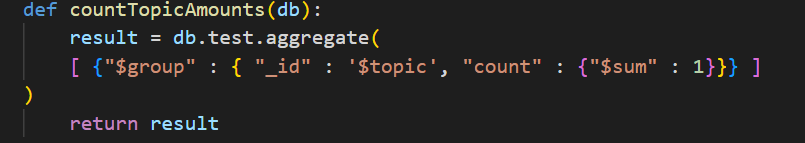 def countTopicAmounts(db):
    result = db.test.aggregate(
    [ {"$group" : { "_id" : '$topic', "count" : {"$sum" : 1}}} ]
)
    return result